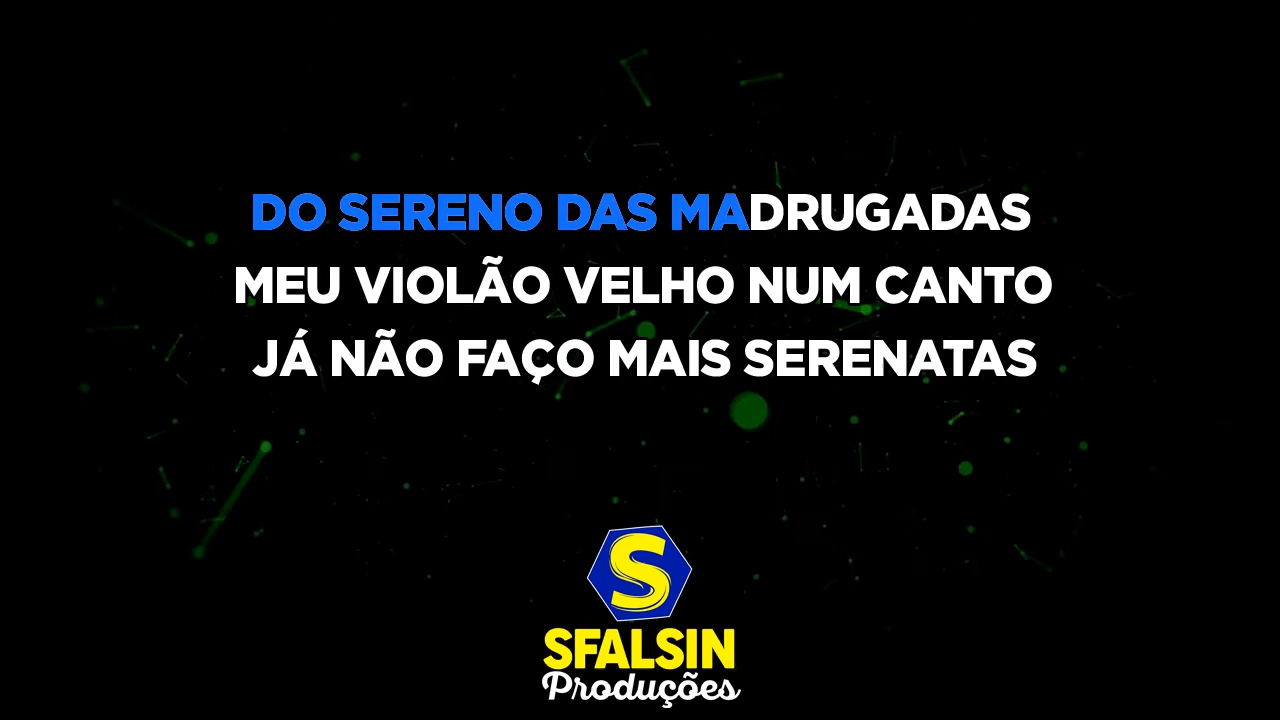 DO SERENO DAS MADRUGADAS
MEU VIOLÃO VELHO NUM CANTO
JÁ NÃO FAÇO MAIS SERENATAS
S
SFALSIN
Produções